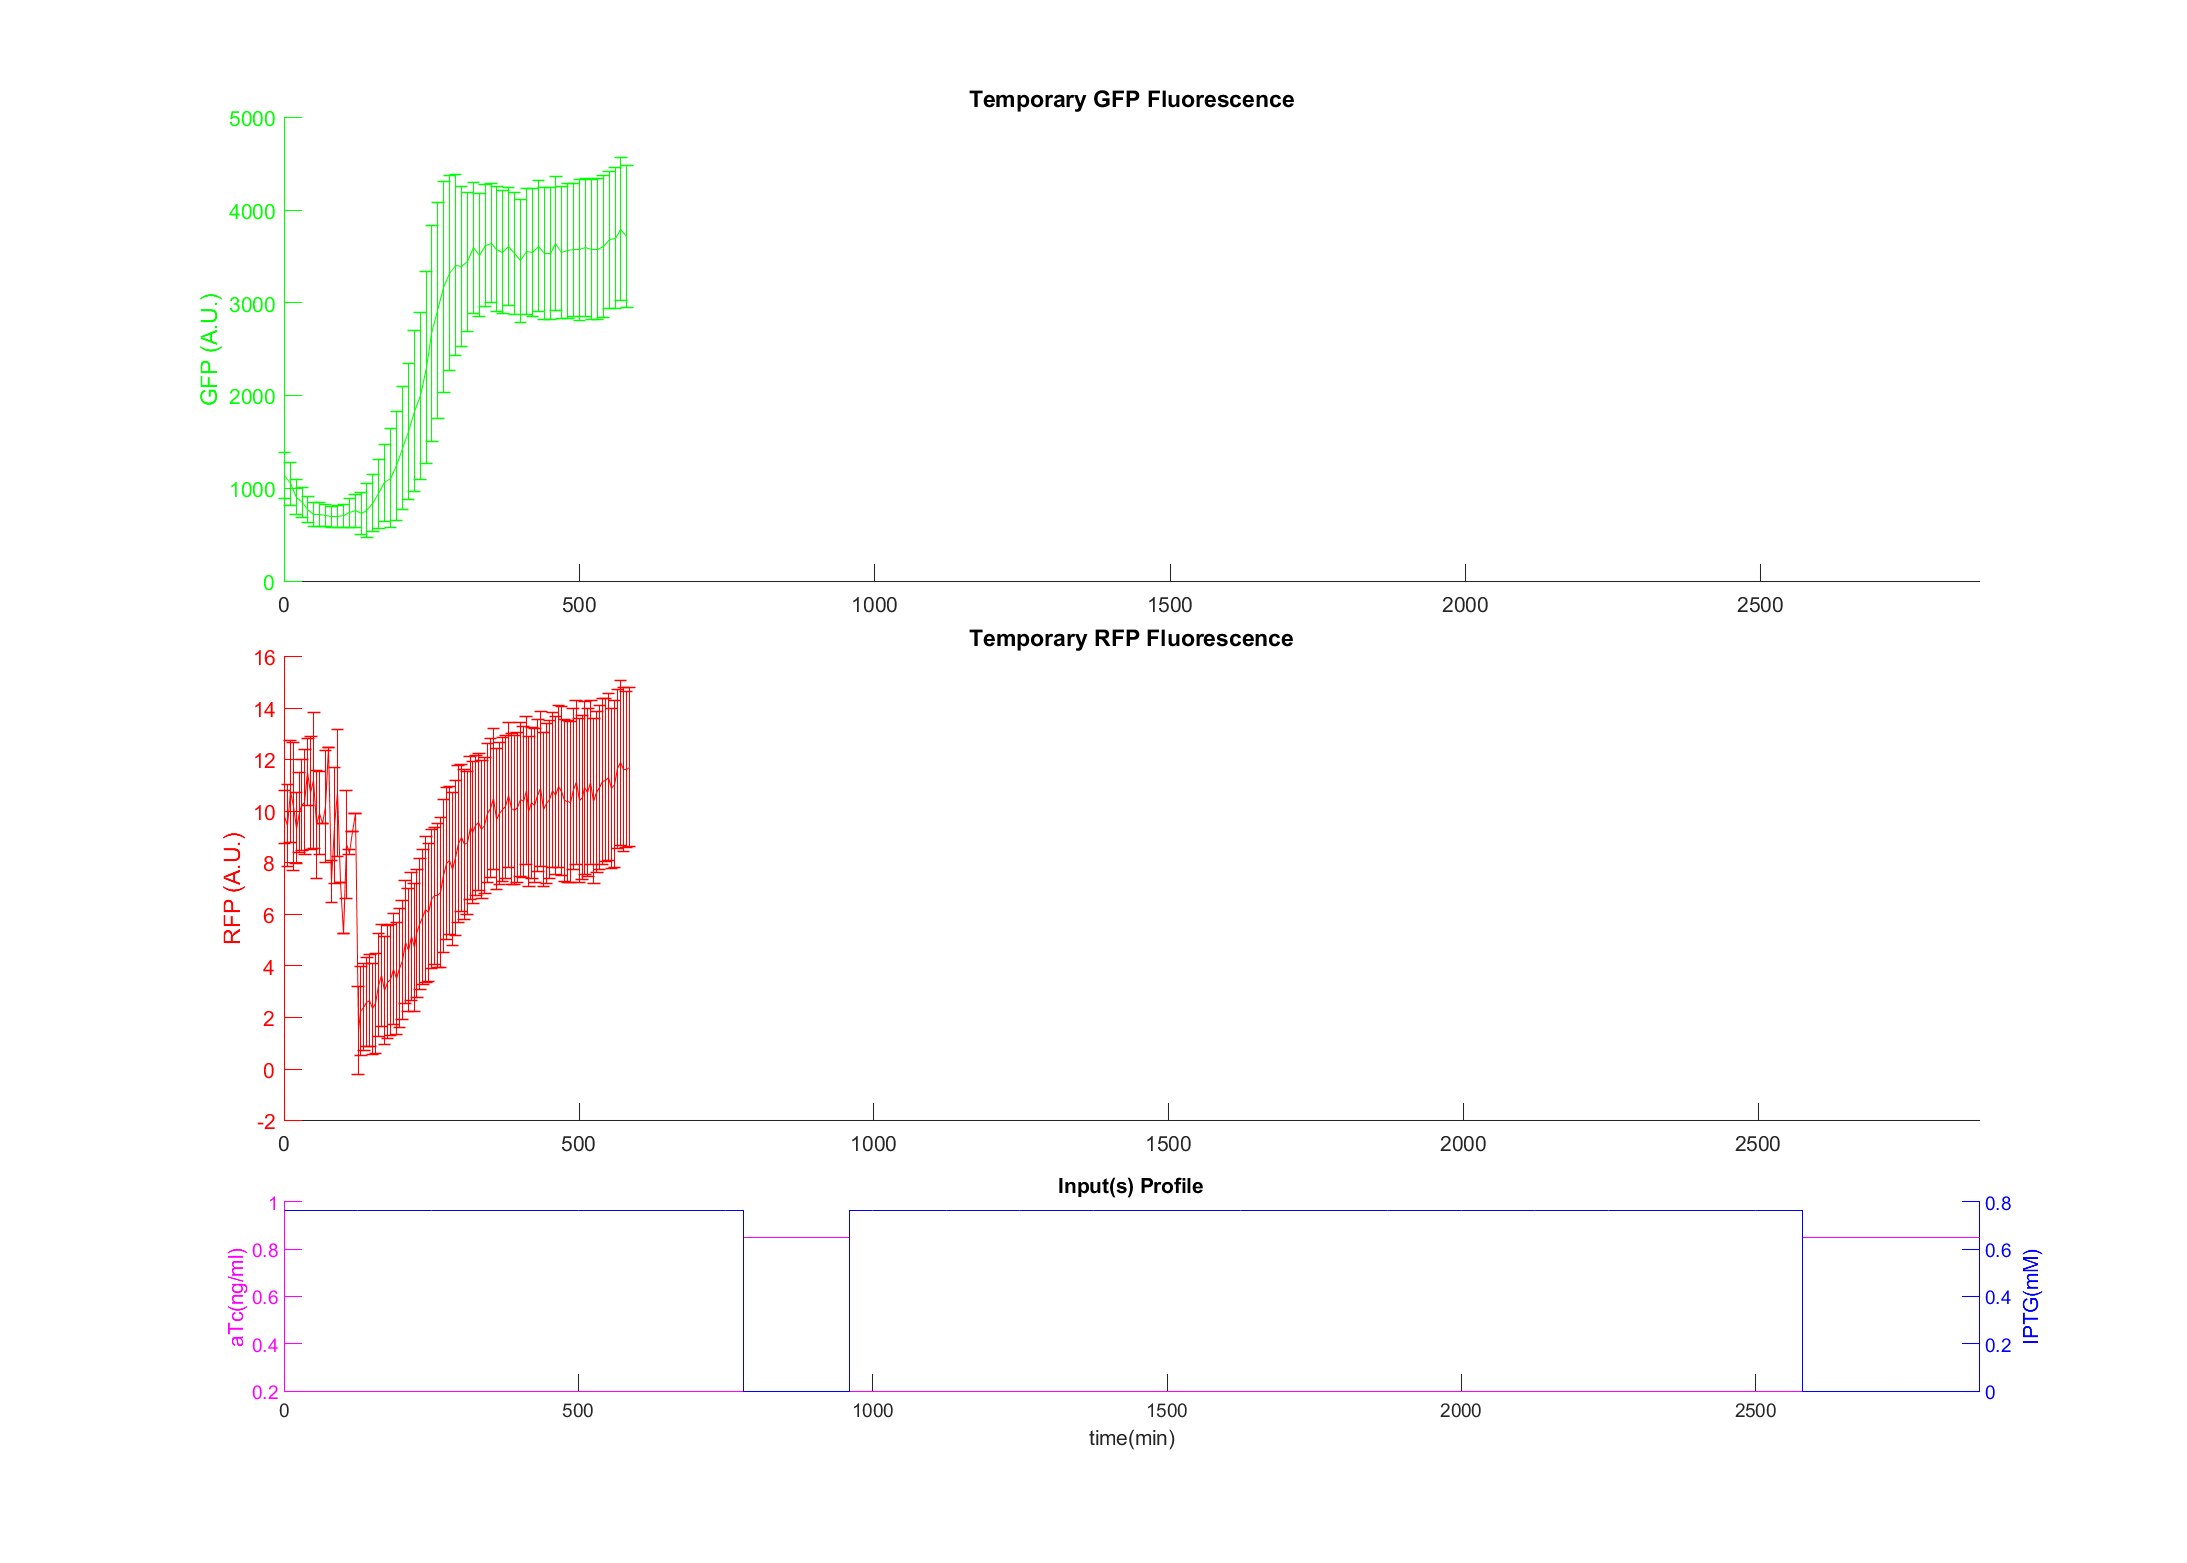 Temporary GFP Fluorescence
5000
4000
3000
2000
1000
0
GFP (A.U.)
0 500 1000 1500 2000 2500
Temporary RFP Fluorescence
16
14
12
10
8
6
4
2
0
-2
RFP (A.U.)
0 500 1000 1500 2000 2500
Input(s) Profile
1
0.8
0.6
0.4
0.2
aTc(ng/ml)
0.8
0.6
0.4
0.2
0
IPTG(mM)
0 500 1000 1500 2000 2500
time(min)